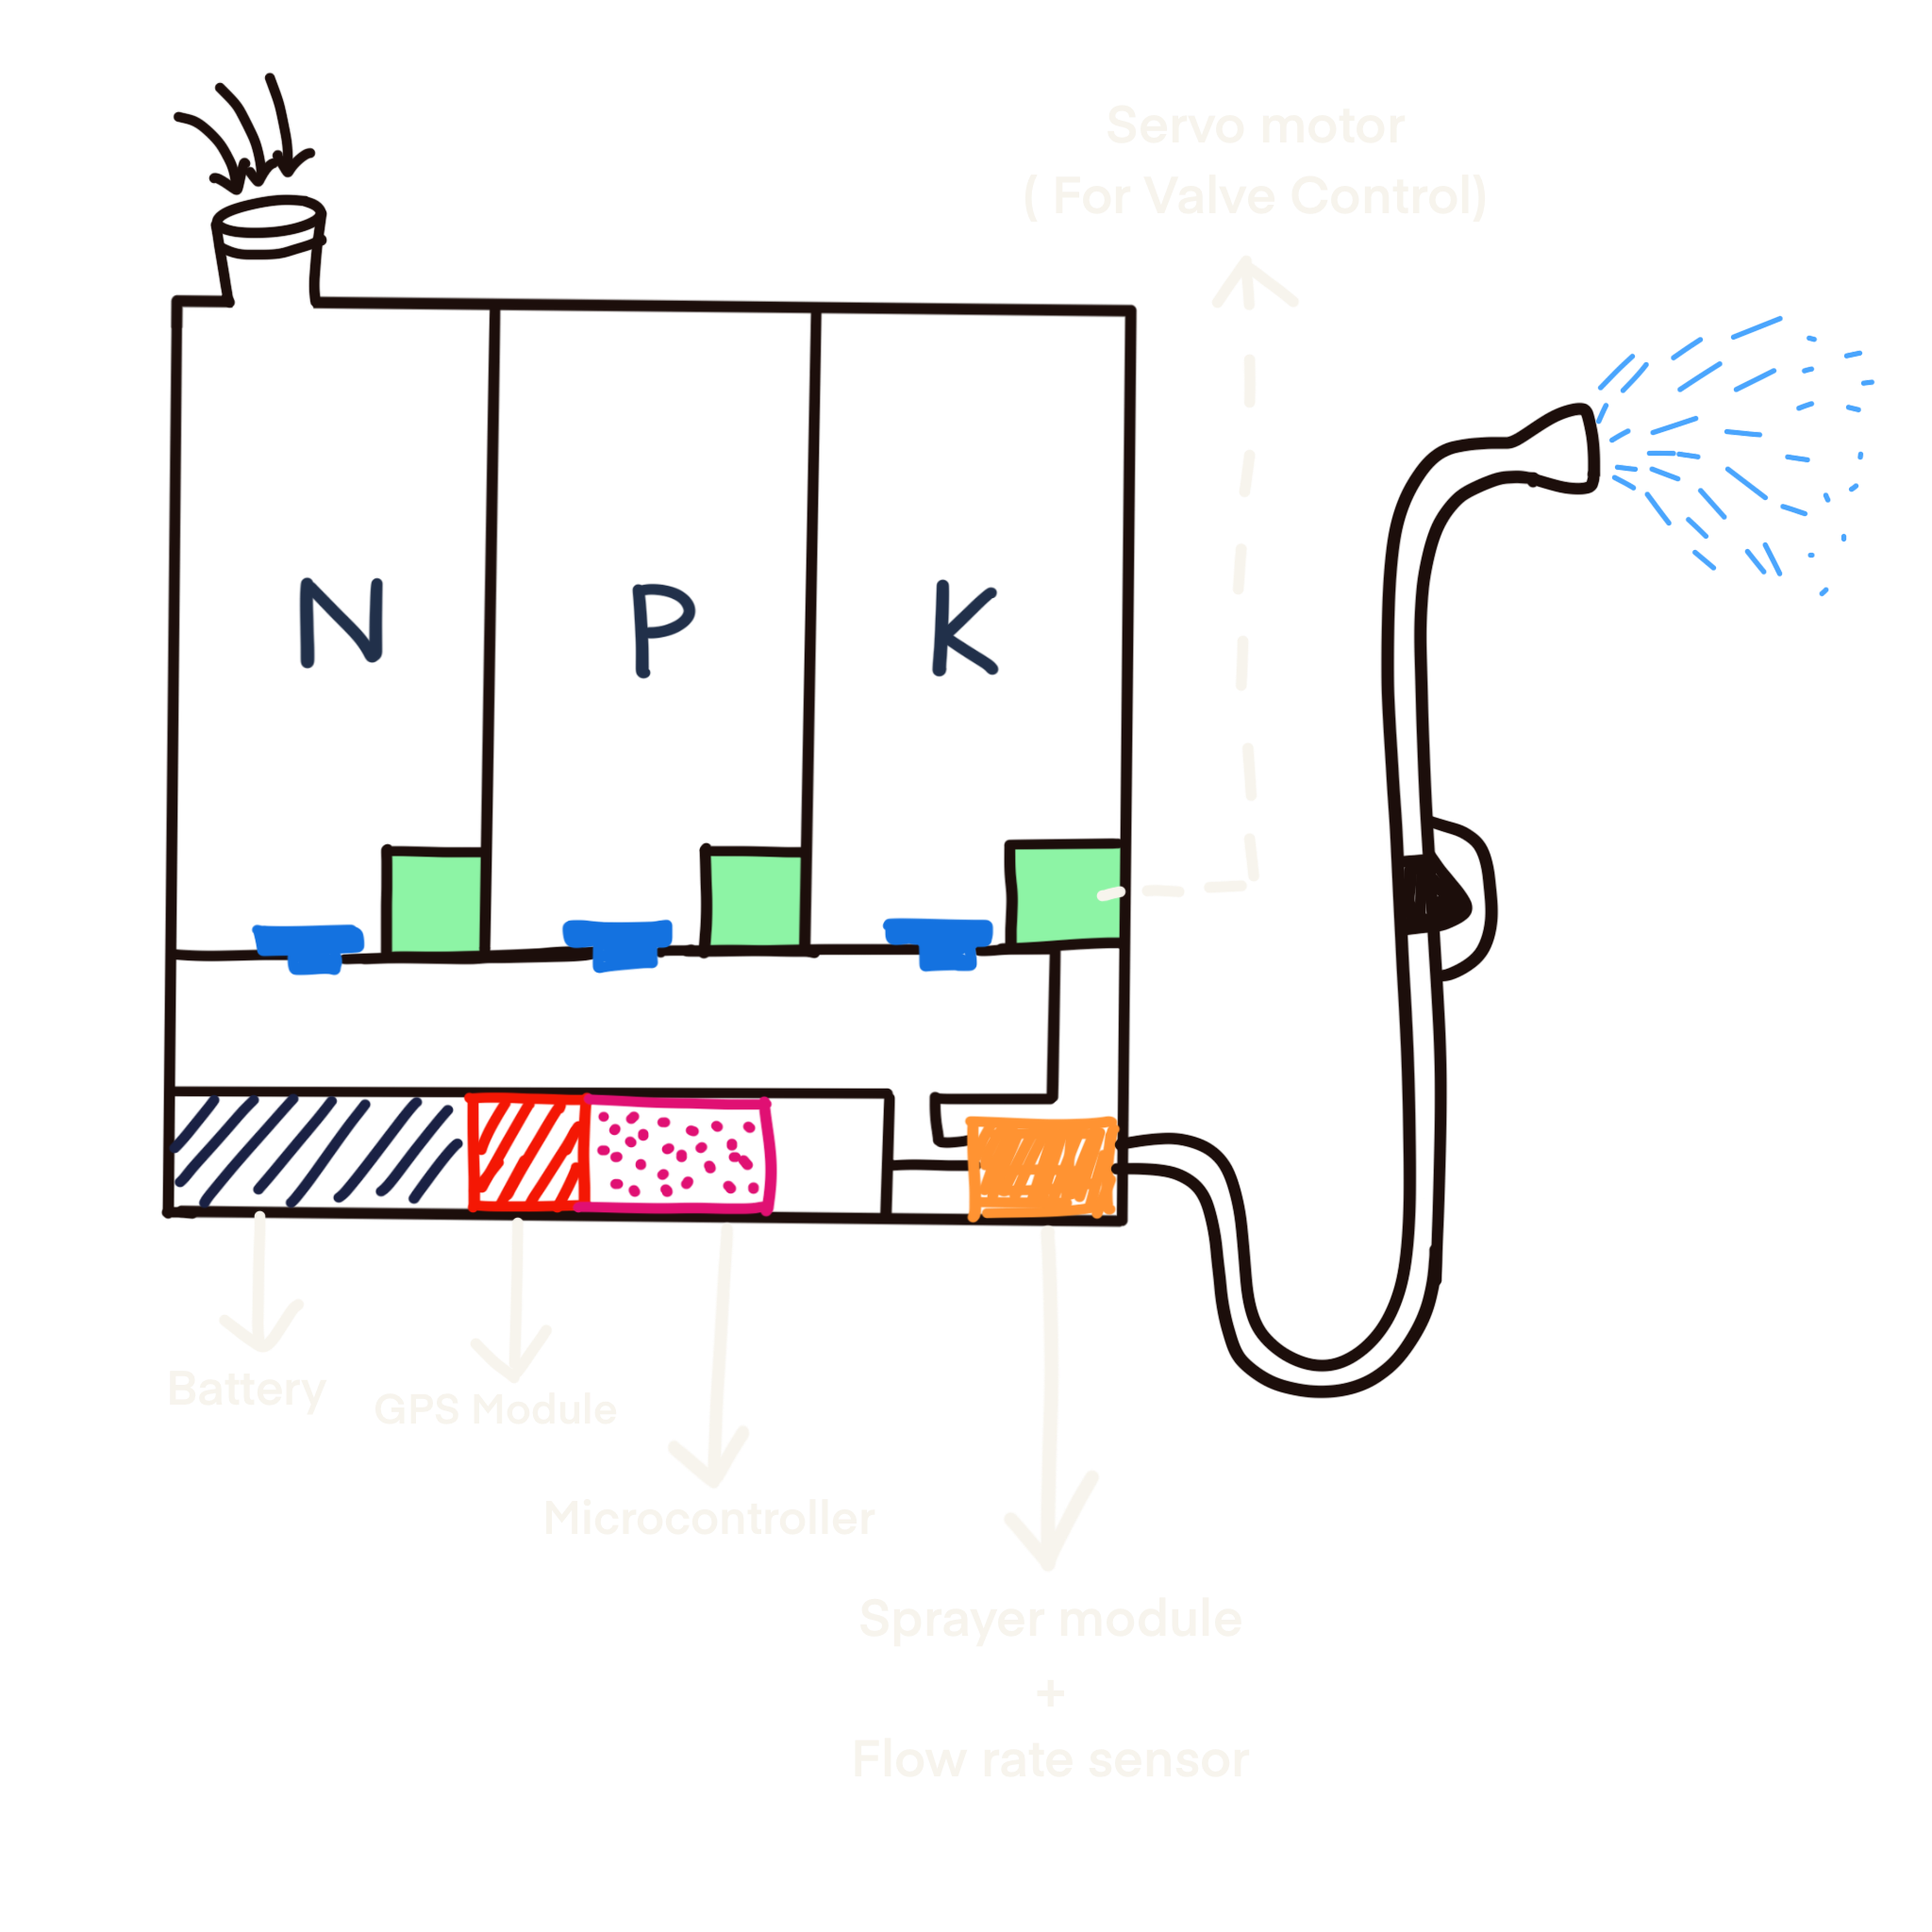 Servo motor
( For Valve Control)
N
P
K
Battery
GPS Module
Microcontroller
Sprayer module
+
Flow rate sensor